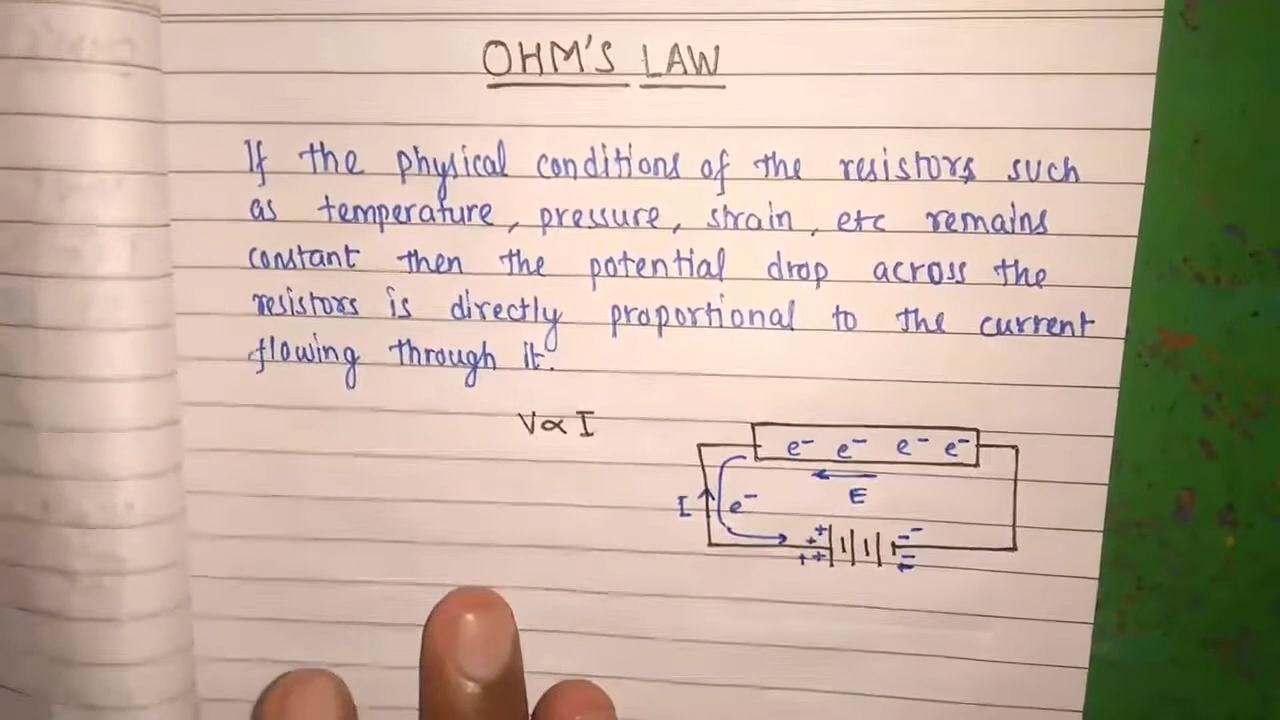 OHM'S LAW
If the physical conditions of the resistors such
as temperature, pressure, strain, etc remains
constant then the potential drop across the
resistors is directly proportional to the current
flowing through it.
V∝I
e⁻ e⁻ e⁻ e⁻
E
I
e⁻
+ + + +
− − − −